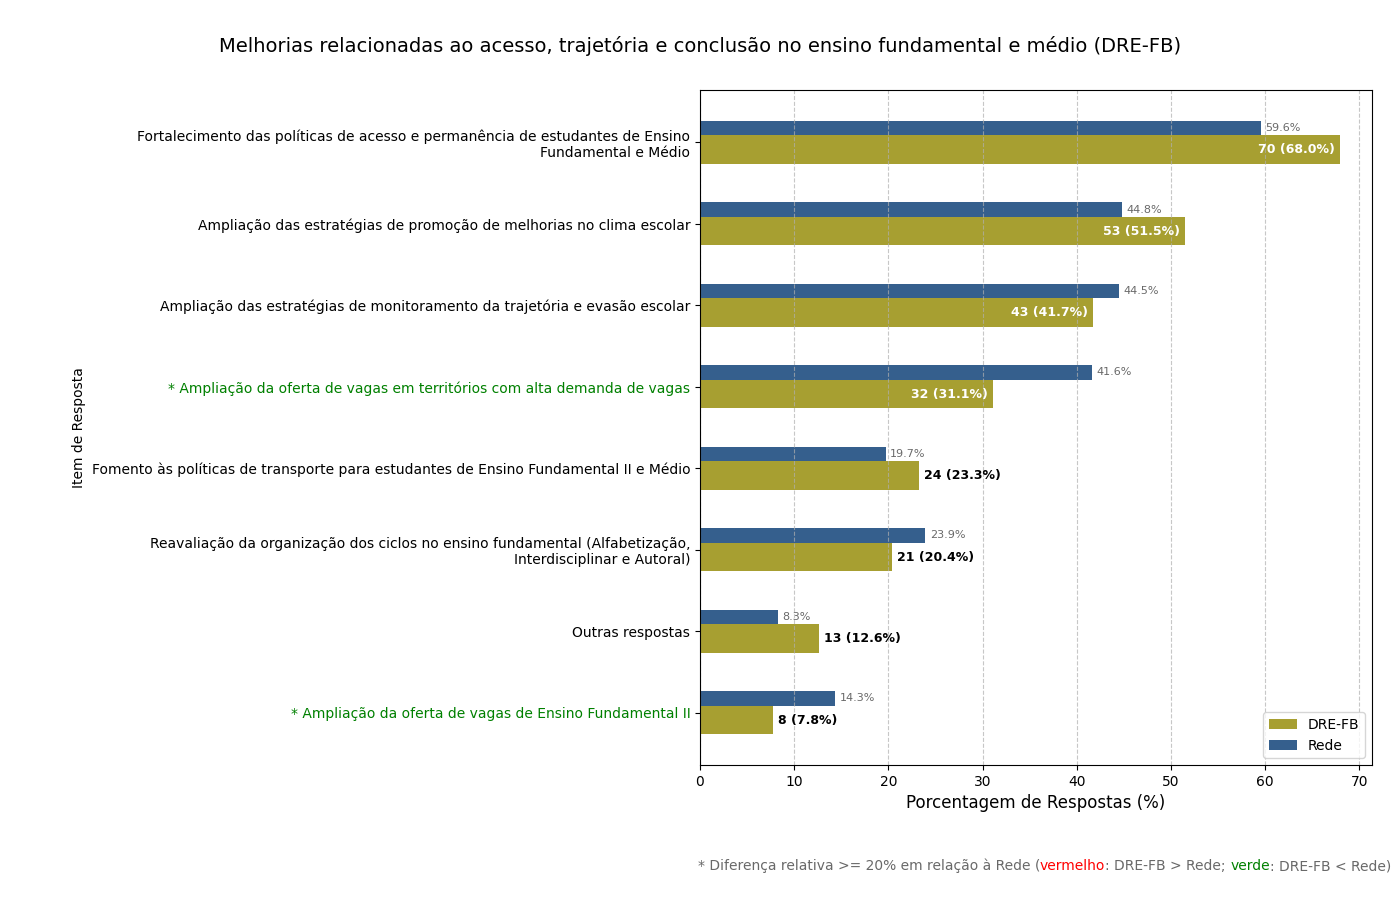 Melhorias relacionadas ao acesso, trajetória e conclusão no ensino fundamental e médio (DRE-FB)
Item de Resposta
Fortalecimento das políticas de acesso e permanência de estudantes de Ensino
Fundamental e Médio
59.6%
70 (68.0%)
Ampliação das estratégias de promoção de melhorias no clima escolar
44.8%
53 (51.5%)
Ampliação das estratégias de monitoramento da trajetória e evasão escolar
44.5%
43 (41.7%)
* Ampliação da oferta de vagas em territórios com alta demanda de vagas
41.6%
32 (31.1%)
Fomento às políticas de transporte para estudantes de Ensino Fundamental II e Médio
19.7%
24 (23.3%)
Reavaliação da organização dos ciclos no ensino fundamental (Alfabetização,
Interdisciplinar e Autoral)
23.9%
21 (20.4%)
Outras respostas
8.3%
13 (12.6%)
* Ampliação da oferta de vagas de Ensino Fundamental II
14.3%
8 (7.8%)
DRE-FB
Rede
0 10 20 30 40 50 60 70
Porcentagem de Respostas (%)
* Diferença relativa >= 20% em relação à Rede (vermelho: DRE-FB > Rede; verde: DRE-FB < Rede)